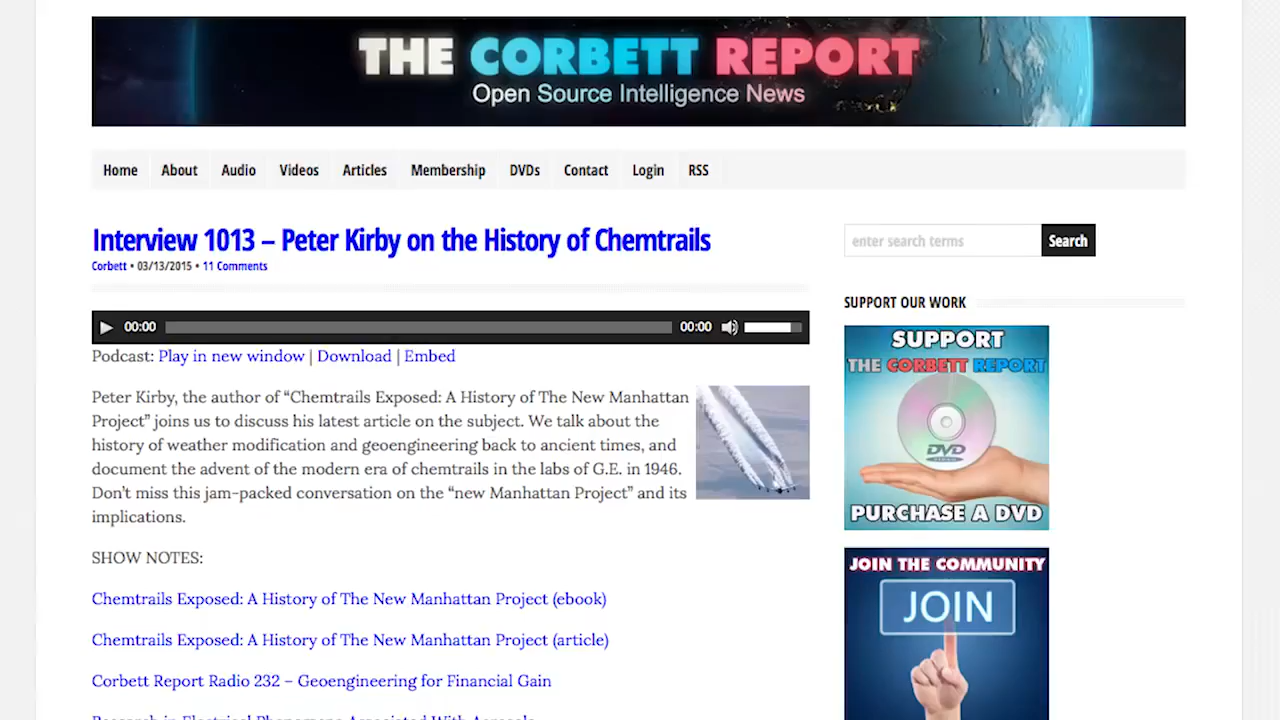 THE CORBETT REPORT
Open Source Intelligence News
Home About Audio Videos Articles Membership DVDs Contact Login RSS
Interview 1013 – Peter Kirby on the History of Chemtrails
Corbett • 03/13/2015 • 11 Comments
00:00 00:00
Podcast: Play in new window | Download | Embed
Peter Kirby, the author of “Chemtrails Exposed: A History of The New Manhattan
Project” joins us to discuss his latest article on the subject. We talk about the
history of weather modification and geoengineering back to ancient times, and
document the advent of the modern era of chemtrails in the labs of G.E. in 1946.
Don’t miss this jam-packed conversation on the “new Manhattan Project” and its
implications.
SHOW NOTES:
Chemtrails Exposed: A History of The New Manhattan Project (ebook)
Chemtrails Exposed: A History of The New Manhattan Project (article)
Corbett Report Radio 232 – Geoengineering for Financial Gain
Research in Electrical Phenomena Associated With Aerosols
enter search terms Search
SUPPORT OUR WORK
SUPPORT
THE CORBETT REPORT
DVD
PURCHASE A DVD
JOIN THE COMMUNITY
JOIN